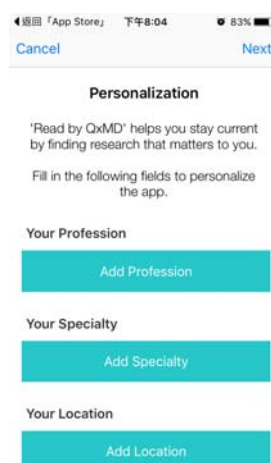 返回「App Store」 下午8:04 83%
Cancel Next
Personalization
'Read by QxMD' helps you stay current
by finding research that matters to you.
Fill in the following fields to personalize
the app.
Your Profession
Add Profession
Your Specialty
Add Specialty
Your Location
Add Location